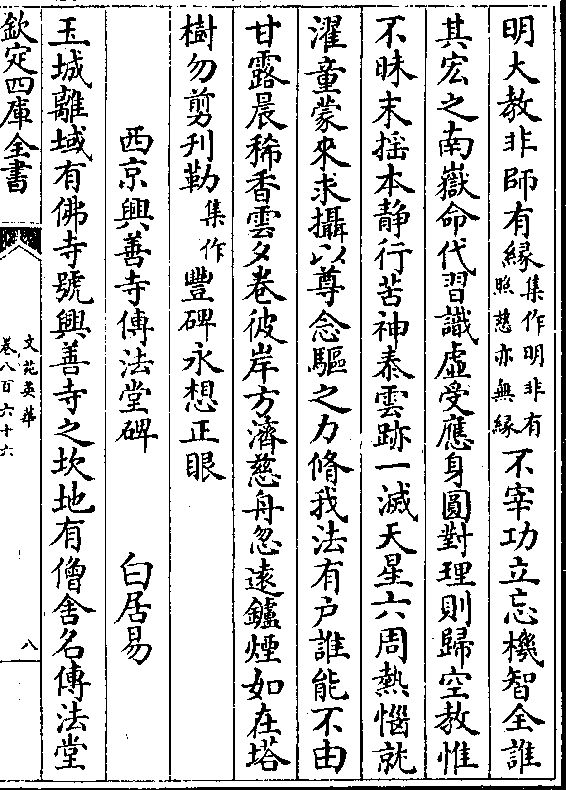 明大教非師有緣集作明非有照慈亦無緣不宰功立忘機智全誰
其宏之南嶽命代習識虛受應身圓對理則歸空教惟
不昧末揺本静行苦神泰雲跡一滅天星六周熱惱就
濯童蒙來求攝以尊念驅之力脩我法有户誰能不由
甘露晨稀香雲夕卷彼岸方濟慈舟忽遠鑪煙如在塔
樹勿剪刋勒集作豐碑永想正眼
西京興善寺傳法堂碑 白居易
王城離域有佛寺號興善寺之坎地有僧舍名傳法堂
欽定四庫全書
文苑英華
卷八百六十六
八